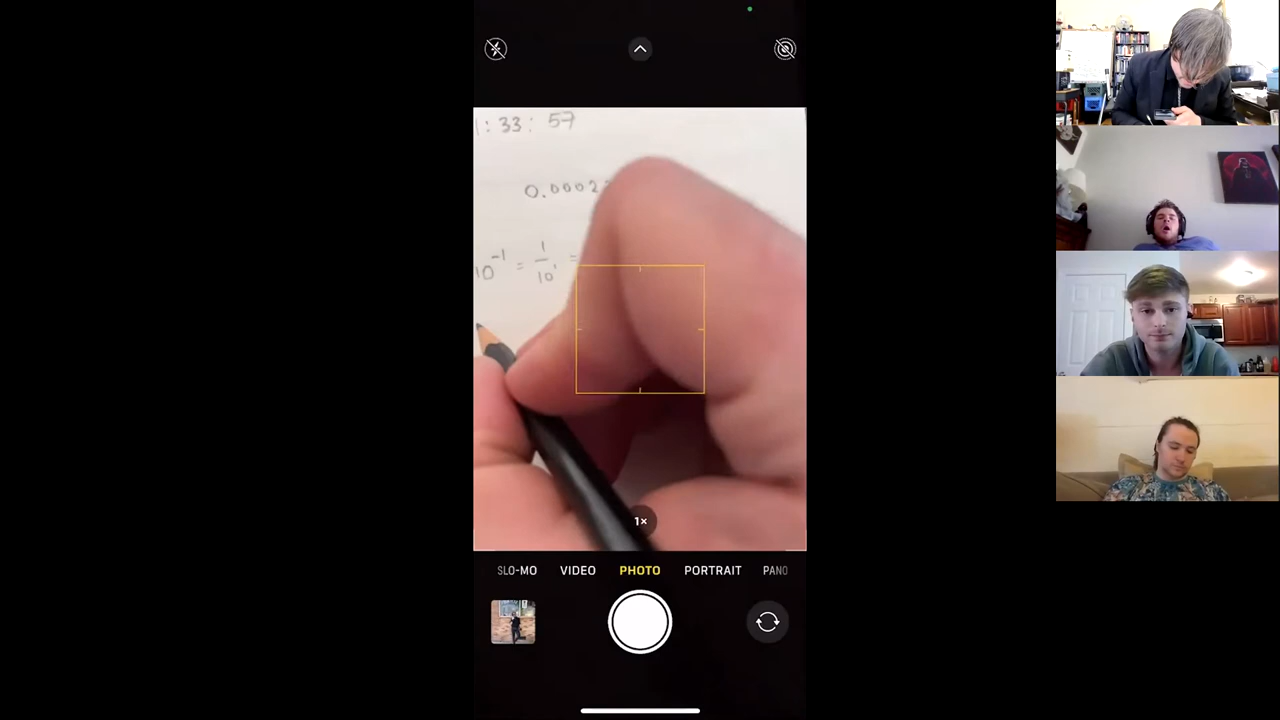 : 33 : 57
0.0002
10⁻¹ = 1/10¹ =
1×
SLO-MO VIDEO PHOTO PORTRAIT PANO